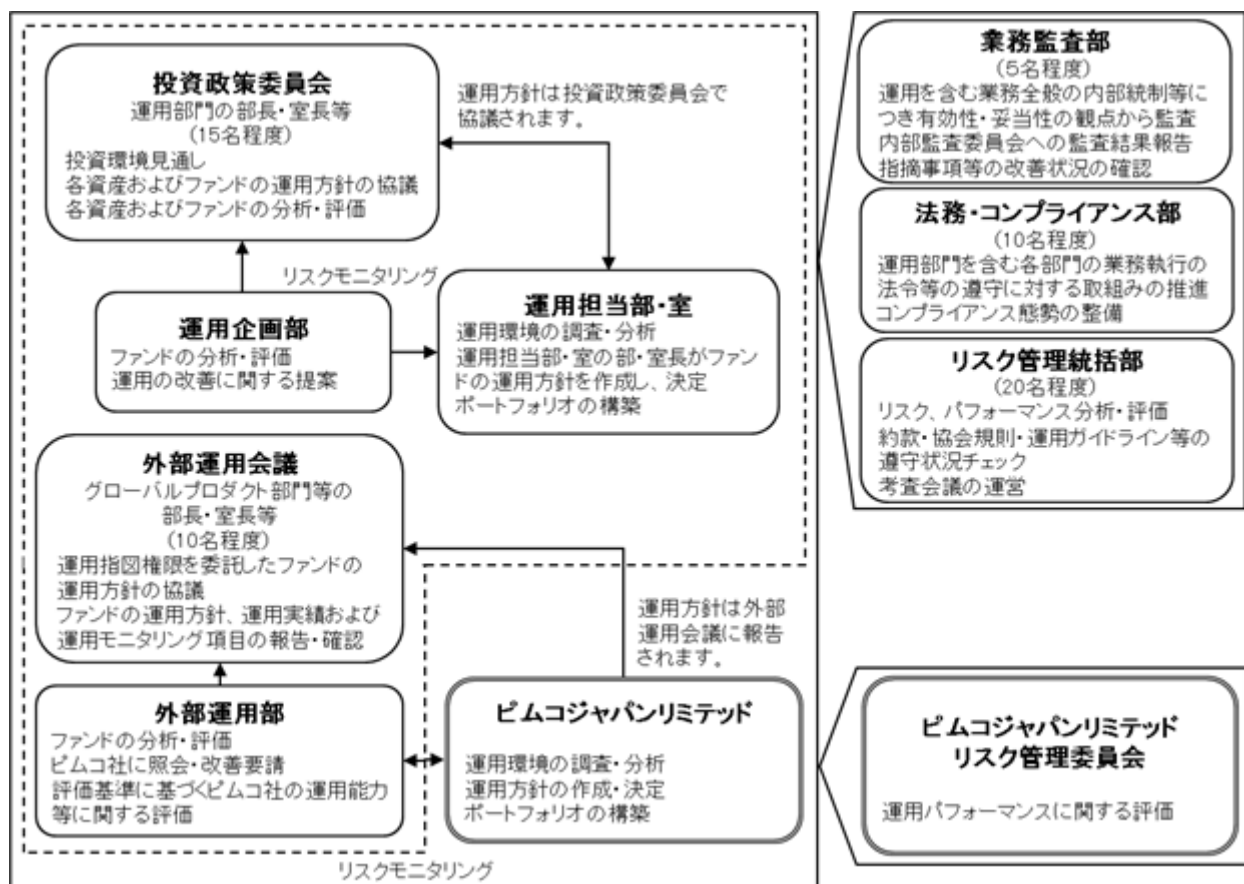 投資政策委員会
運用部門の部長・室長等
(15名程度)
投資環境見通し
各資産およびファンドの運用方針の協議
各資産およびファンドの分析・評価
運用方針は投資政策委員会で
協議されます。
リスクモニタリング
運用企画部
ファンドの分析・評価
運用の改善に関する提案
運用担当部・室
運用環境の調査・分析
運用担当部・室の部・室長がファン
ドの運用方針を作成し、決定
ポートフォリオの構築
外部運用会議
グローバルプロダクト部門等の
部長・室長等
(10名程度)
運用指図権限を委託したファンドの
運用方針の協議
ファンドの運用方針、運用実績および
運用モニタリング項目の報告・確認
運用方針は外部
運用会議に報告
されます。
外部運用部
ファンドの分析・評価
ピムコ社に照会・改善要請
評価基準に基づくピムコ社の運用能力
等に関する評価
ピムコジャパンリミテッド
運用環境の調査・分析
運用方針の作成・決定
ポートフォリオの構築
リスクモニタリング
業務監査部
(5名程度)
運用を含む業務全般の内部統制等に
つき有効性・妥当性の観点から監査
内部監査委員会への監査結果報告
指摘事項等の改善状況の確認
法務・コンプライアンス部
(10名程度)
運用部門を含む各部門の業務執行の
法令等の遵守に対する取組みの推進
コンプライアンス態勢の整備
リスク管理統括部
(20名程度)
リスク、パフォーマンス分析・評価
約款・協会規則・運用ガイドライン等の
遵守状況チェック
考査会議の運営
ピムコジャパンリミテッド
リスク管理委員会
運用パフォーマンスに関する評価